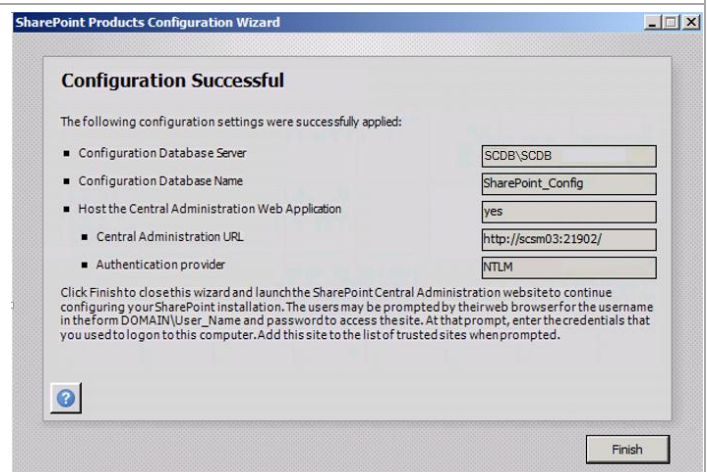 SharePoint Products Configuration Wizard
Configuration Successful
The following configuration settings were successfully applied:
Configuration Database Server
SCDB\SCDB
Configuration Database Name
SharePoint_Config
Host the Central Administration Web Application
yes
Central Administration URL
http://scsm03:21902/
Authentication provider
NTLM
Click Finish to close this wizard and launch the SharePoint Central Administration website to continue
configuring your SharePoint installation. The users may be prompted by their web browser for the username
in the form DOMAIN\User_Name and password to access the site. At that prompt, enter the credentials that
you used to logon to this computer. Add this site to the list of trusted sites when prompted.
Finish